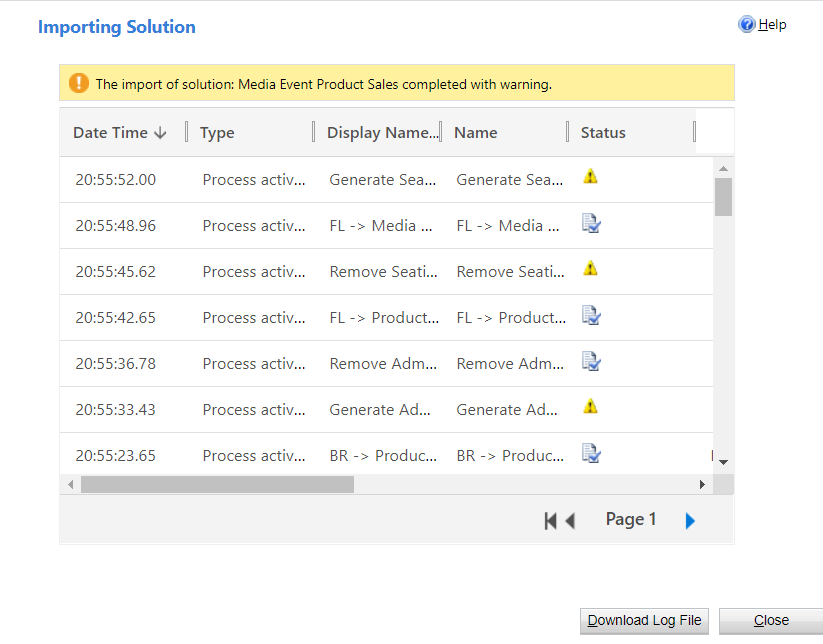 Importing Solution
Help
The import of solution: Media Event Product Sales completed with warning.
Date Time Type Display Name... Name Status
20:55:52.00 Process activ... Generate Sea... Generate Sea...
20:55:48.96 Process activ... FL -> Media ... FL -> Media ...
20:55:45.62 Process activ... Remove Seati... Remove Seati...
20:55:42.65 Process activ... FL -> Product... FL -> Product...
20:55:36.78 Process activ... Remove Adm... Remove Adm...
20:55:33.43 Process activ... Generate Ad... Generate Ad...
20:55:23.65 Process activ... BR -> Produc... BR -> Produc...
Page 1
Download Log File Close